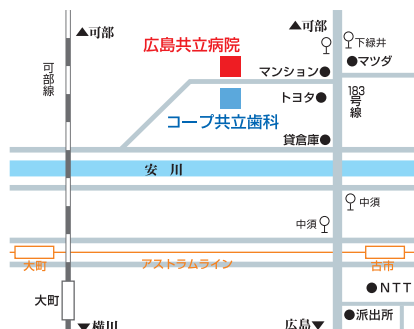 ▲可部
▲可部
広島共立病院
下緑井
マツダ
マンション
可部線
トヨタ
183号線
コープ共立歯科
貸倉庫
安 川
中須
中須
アストラムライン
大町
古市
NTT
大町
派出所
▼横川
広島▼